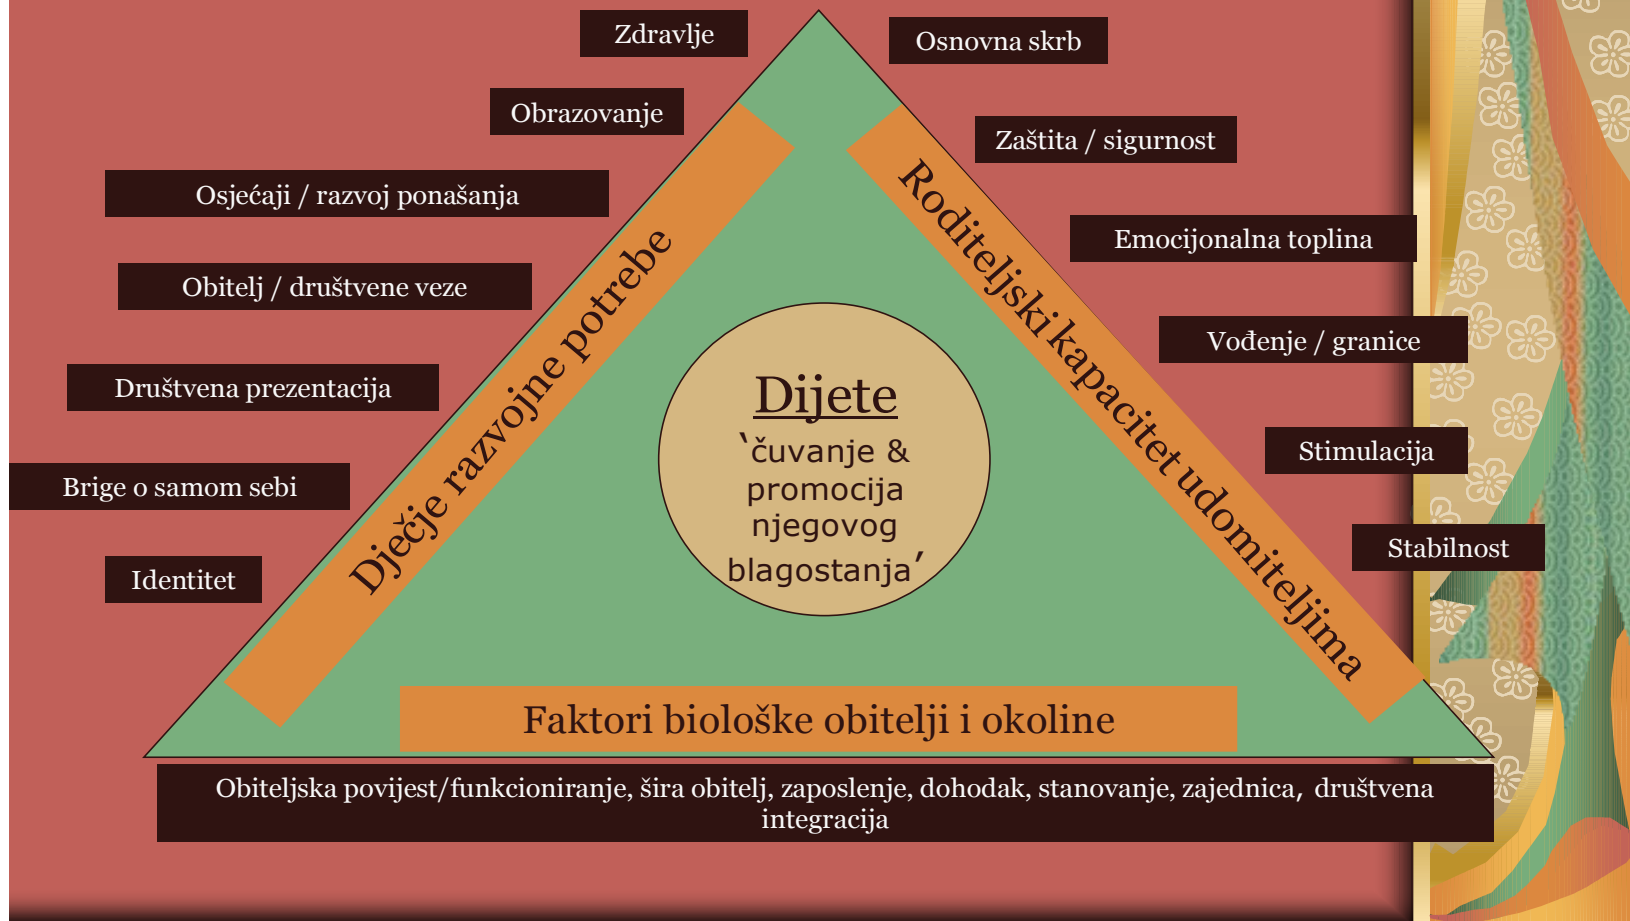 Zdravlje
Osnovna skrb
Obrazovanje
Zaštita / sigurnost
Osjećaji / razvoj ponašanja
Emocijonalna toplina
Obitelj / društvene veze
Vođenje / granice
Društvena prezentacija
Stimulacija
Brige o samom sebi
Stabilnost
Identitet
Dječje razvojne potrebe
Roditeljski kapacitet udomiteljima
Dijete
‘čuvanje &
promocija
njegovog
blagostanja’
Faktori biološke obitelji i okoline
Obiteljska povijest/funkcioniranje, šira obitelj, zaposlenje, dohodak, stanovanje, zajednica, društvena
integracija